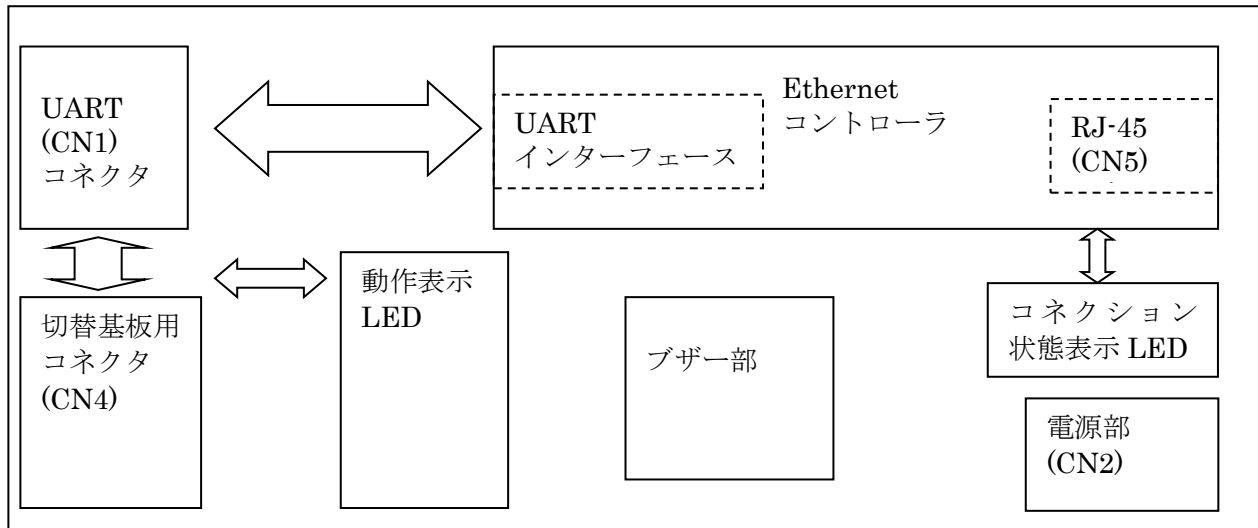 UART
(CN1)
コネクタ
UART
インターフェース
Ethernet
コントローラ
RJ-45
(CN5)
切替基板用
コネクタ
(CN4)
動作表示
LED
ブザー部
コネクション
状態表示 LED
電源部
(CN2)